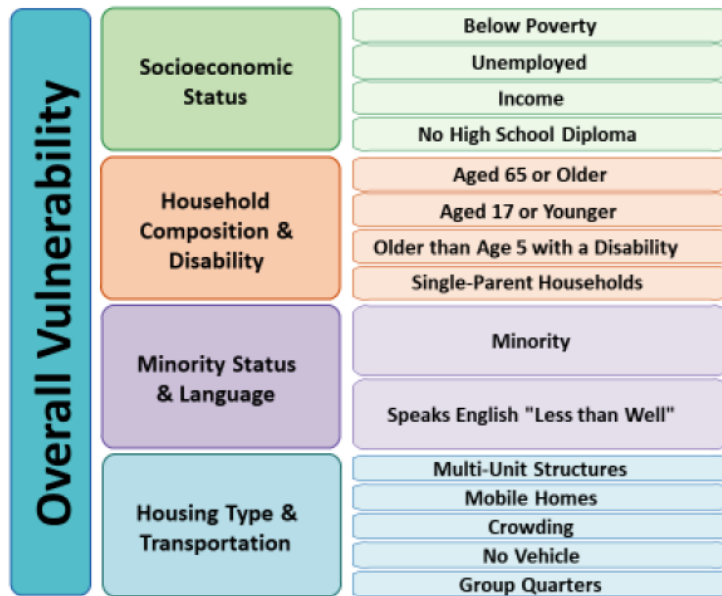 Overall Vulnerability
Socioeconomic
Status
Below Poverty
Unemployed
Income
No High School Diploma
Household
Composition &
Disability
Aged 65 or Older
Aged 17 or Younger
Older than Age 5 with a Disability
Single-Parent Households
Minority Status
& Language
Minority
Speaks English "Less than Well"
Housing Type &
Transportation
Multi-Unit Structures
Mobile Homes
Crowding
No Vehicle
Group Quarters